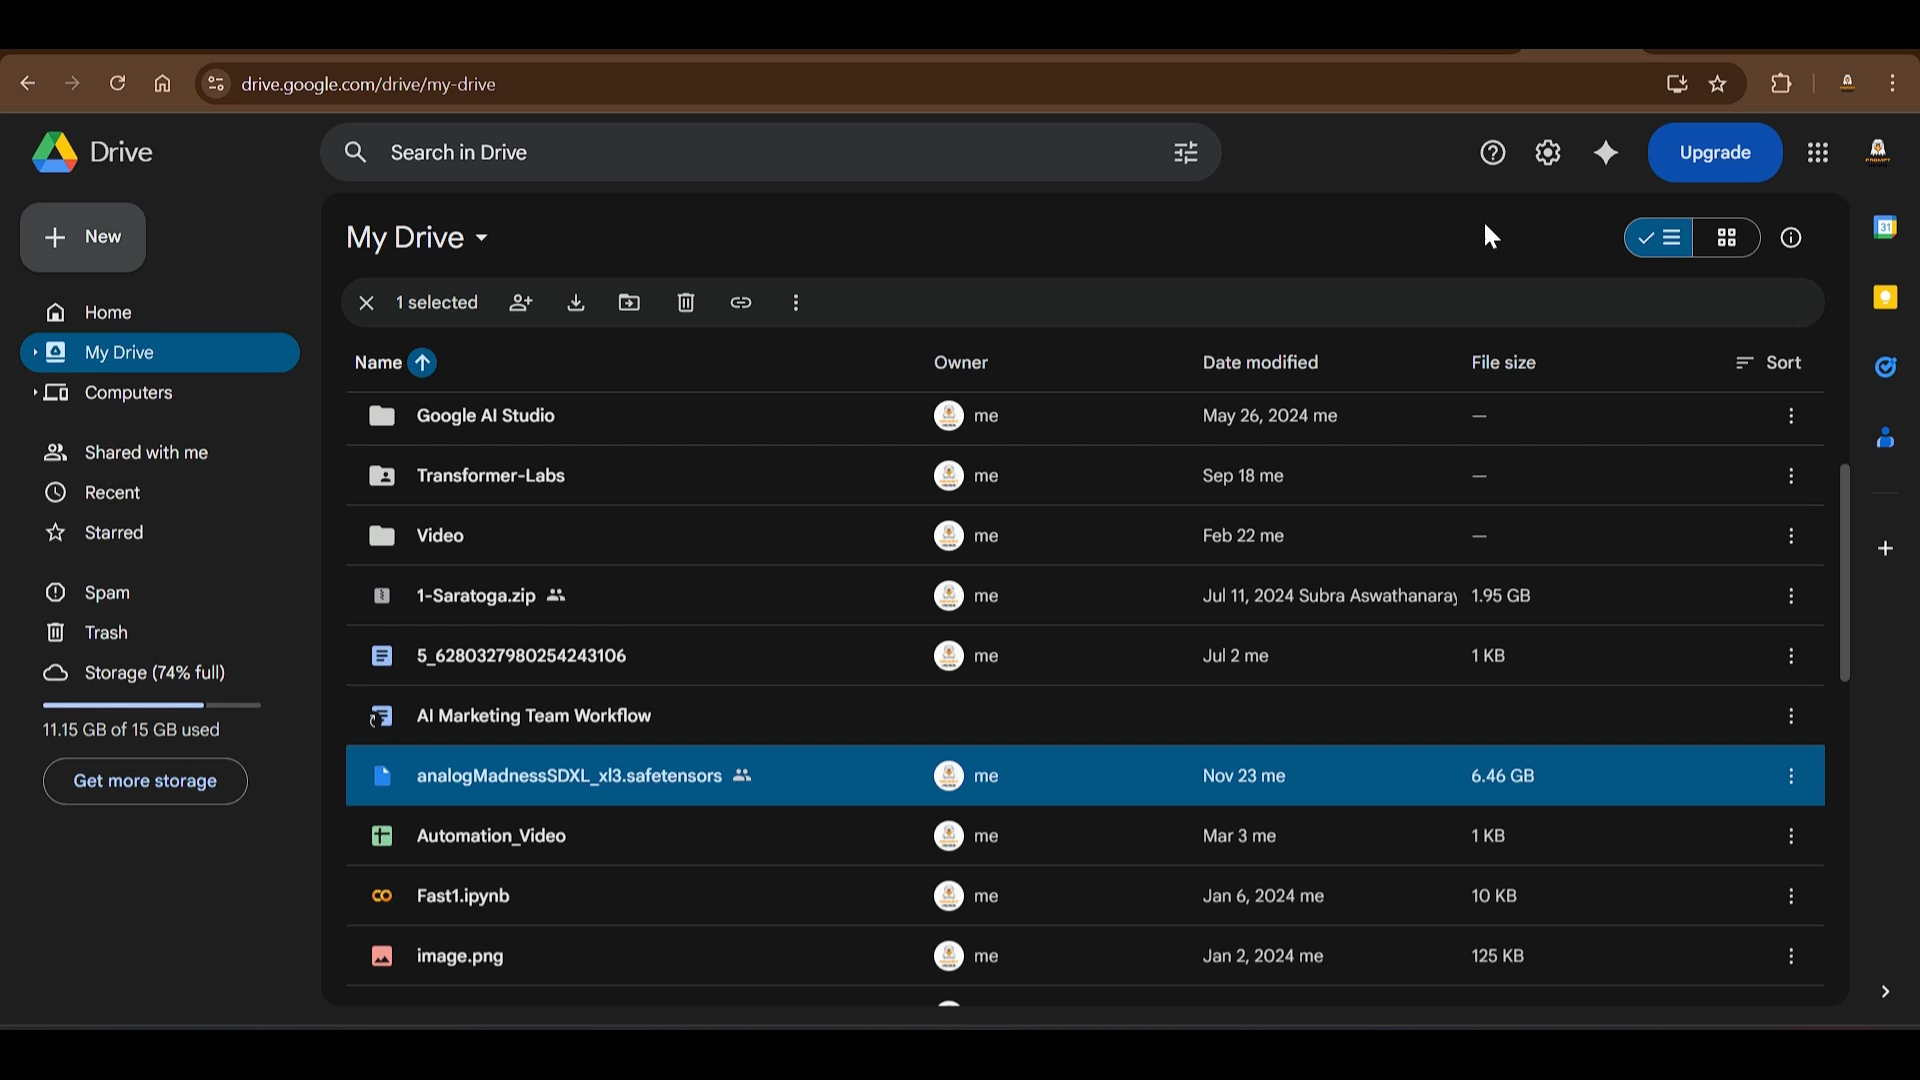 drive.google.com/drive/my-drive
Drive
Search in Drive
Upgrade
New
My Drive
31
Home
1 selected
My Drive
Name Owner Date modified File size Sort
Computers
Google AI Studio me May 26, 2024 me —
Shared with me
Transformer-Labs me Sep 18 me —
Recent
Starred
Video me Feb 22 me —
Spam
1-Saratoga.zip me Jul 11, 2024 Subra Aswathanaray 1.95 GB
Trash
5_6280327980254243106 me Jul 2 me 1 KB
Storage (74% full)
11.15 GB of 15 GB used
AI Marketing Team Workflow
Get more storage
analogMadnessSDXL_xl3.safetensors me Nov 23 me 6.46 GB
Automation_Video me Mar 3 me 1 KB
Fast1.ipynb me Jan 6, 2024 me 10 KB
image.png me Jan 2, 2024 me 125 KB